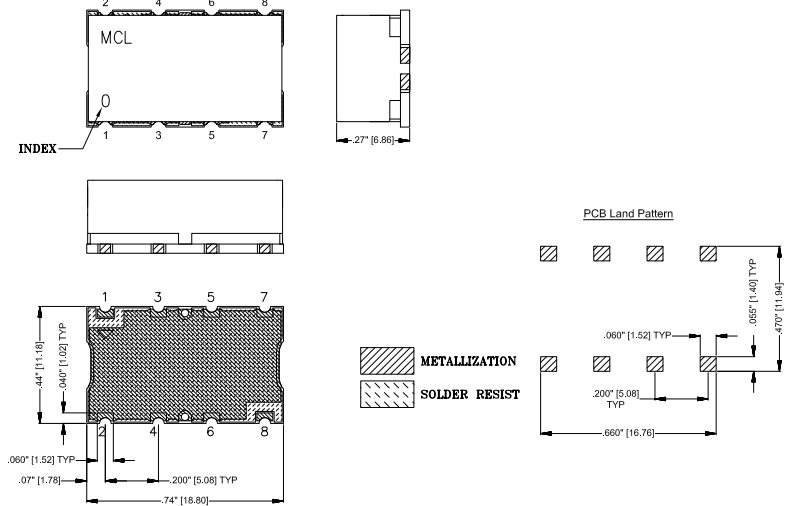 2 4 6 8
MCL
0
1 3 5 7
INDEX
.27" [6.86]
PCB Land Pattern
1 3 5 7
.44" [11.18]
.040" [1.02] TYP
2 4 6 8
.060" [1.52] TYP
.07" [1.78]
.200" [5.08] TYP
.74" [18.80]
METALLIZATION
SOLDER RESIST
.060" [1.52] TYP
.055" [1.40] TYP
.470" [11.94]
.200" [5.08]
TYP
.660" [16.76]